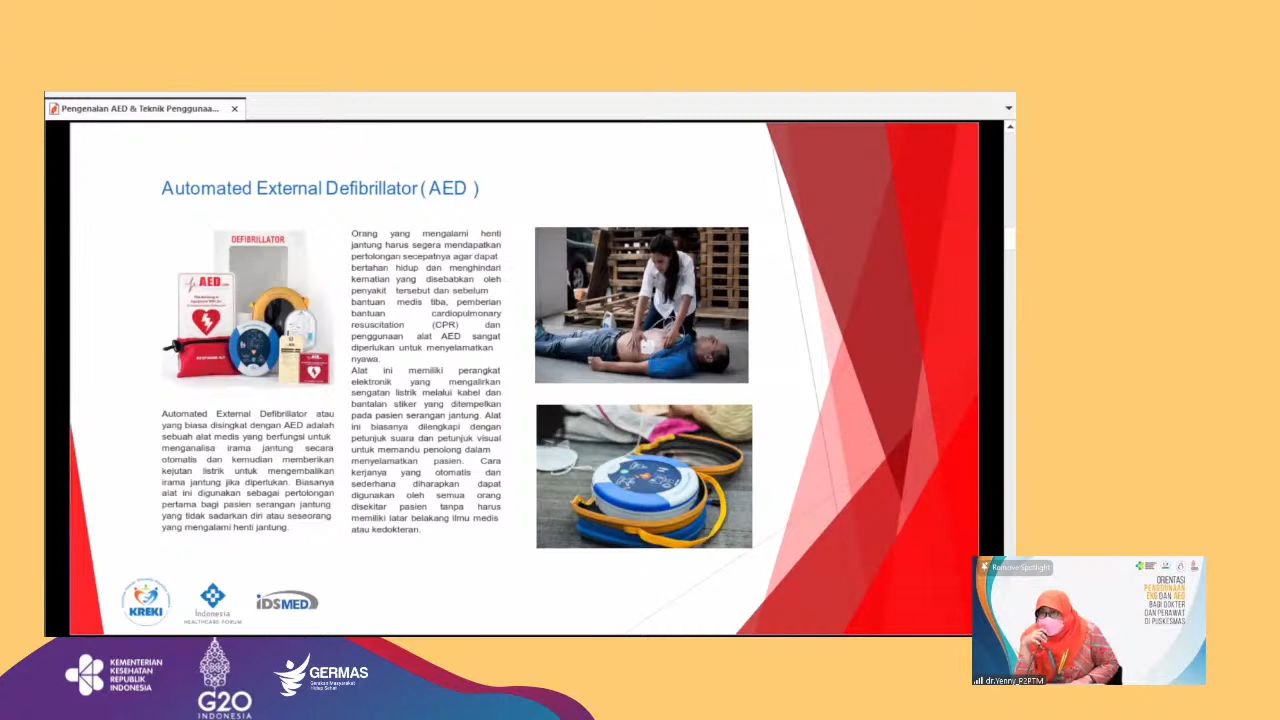 Pengenalan AED & Teknik Penggunaa...
Automated External Defibrillator ( AED )
DEFIBRILLATOR
AED
RESPONSE KIT
Automated External Defibrillator atau
yang biasa disingkat dengan AED adalah
sebuah alat medis yang berfungsi untuk
menganalisa irama jantung secara
otomatis dan kemudian memberikan
kejutan listrik untuk mengembalikan
irama jantung jika diperlukan. Biasanya
alat ini digunakan sebagai pertolongan
pertama bagi pasien serangan jantung
yang tidak sadarkan diri atau seseorang
yang mengalami henti jantung.
Orang yang mengalami henti
jantung harus segera mendapatkan
pertolongan secepatnya agar dapat
bertahan hidup dan menghindari
kematian yang disebabkan oleh
penyakit tersebut dan sebelum
bantuan medis tiba, pemberian
bantuan cardiopulmonary
resuscitation (CPR) dan
penggunaan alat AED sangat
diperlukan untuk menyelamatkan
nyawa.
Alat ini memiliki perangkat
elektronik yang mengalirkan
sengatan listrik melalui kabel dan
bantalan stiker yang ditempelkan
pada pasien serangan jantung. Alat
ini biasanya dilengkapi dengan
petunjuk suara dan petunjuk visual
untuk memandu penolong dalam
menyelamatkan pasien. Cara
kerjanya yang otomatis dan
sederhana diharapkan dapat
digunakan oleh semua orang
disekitar pasien tanpa harus
memiliki latar belakang ilmu medis
atau kedokteran.
KREKI
Indonesia
HEALTHCARE FORUM
iDSMED
KEMENTERIAN
KESEHATAN
REPUBLIK
INDONESIA
G20
INDONESIA
GERMAS
Gerakan Masyarakat
Hidup Sehat
Remove Spotlight
ORIENTASI
PENGGUNAAN
EKG DAN AED
BAGI DOKTER
DAN PERAWAT
DI PUSKESMAS
dr.Yenny_P2PTM